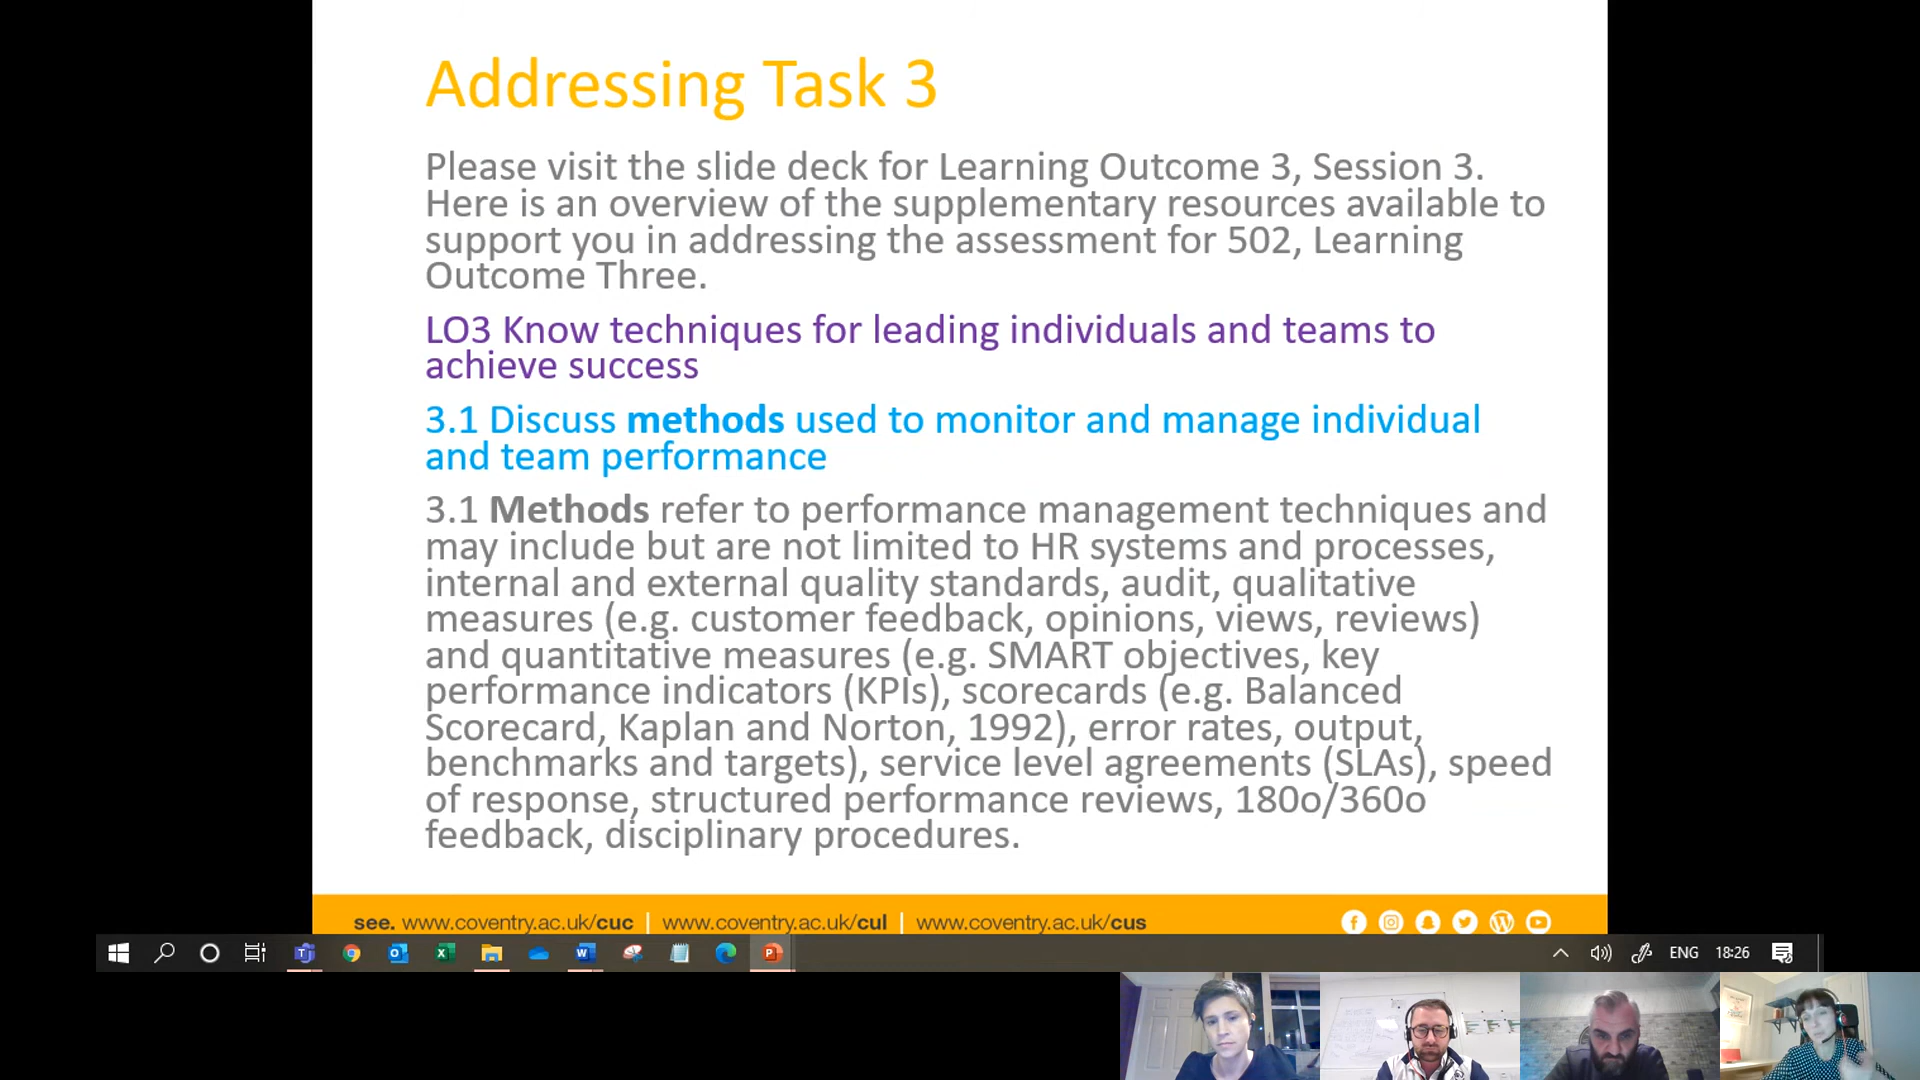 Addressing Task 3
Please visit the slide deck for Learning Outcome 3, Session 3.
Here is an overview of the supplementary resources available to
support you in addressing the assessment for 502, Learning
Outcome Three.
LO3 Know techniques for leading individuals and teams to
achieve success
3.1 Discuss methods used to monitor and manage individual
and team performance
3.1 Methods refer to performance management techniques and
may include but are not limited to HR systems and processes,
internal and external quality standards, audit, qualitative
measures (e.g. customer feedback, opinions, views, reviews)
and quantitative measures (e.g. SMART objectives, key
performance indicators (KPIs), scorecards (e.g. Balanced
Scorecard, Kaplan and Norton, 1992), error rates, output,
benchmarks and targets), service level agreements (SLAs), speed
of response, structured performance reviews, 180o/360o
feedback, disciplinary procedures.
see. www.coventry.ac.uk/cuc | www.coventry.ac.uk/cul | www.coventry.ac.uk/cus
ENG 18:26